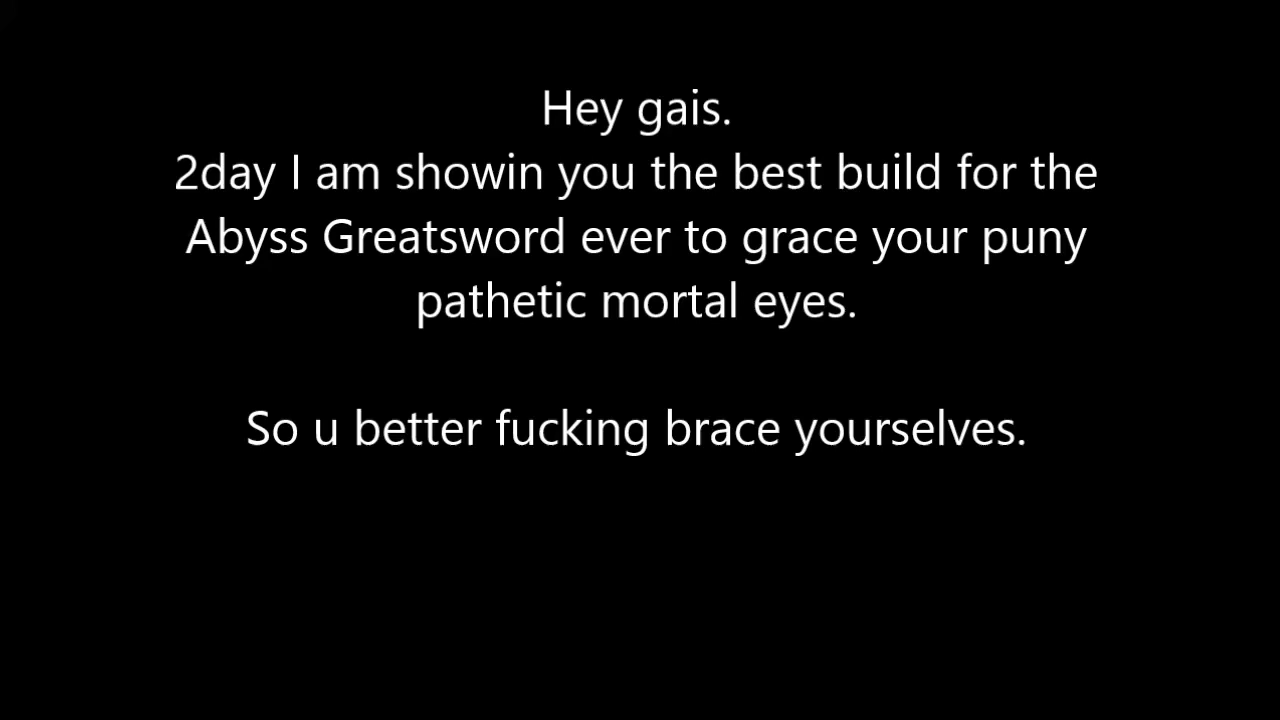 Hey gais.
2day I am showin you the best build for the
Abyss Greatsword ever to grace your puny
pathetic mortal eyes.
So u better fucking brace yourselves.